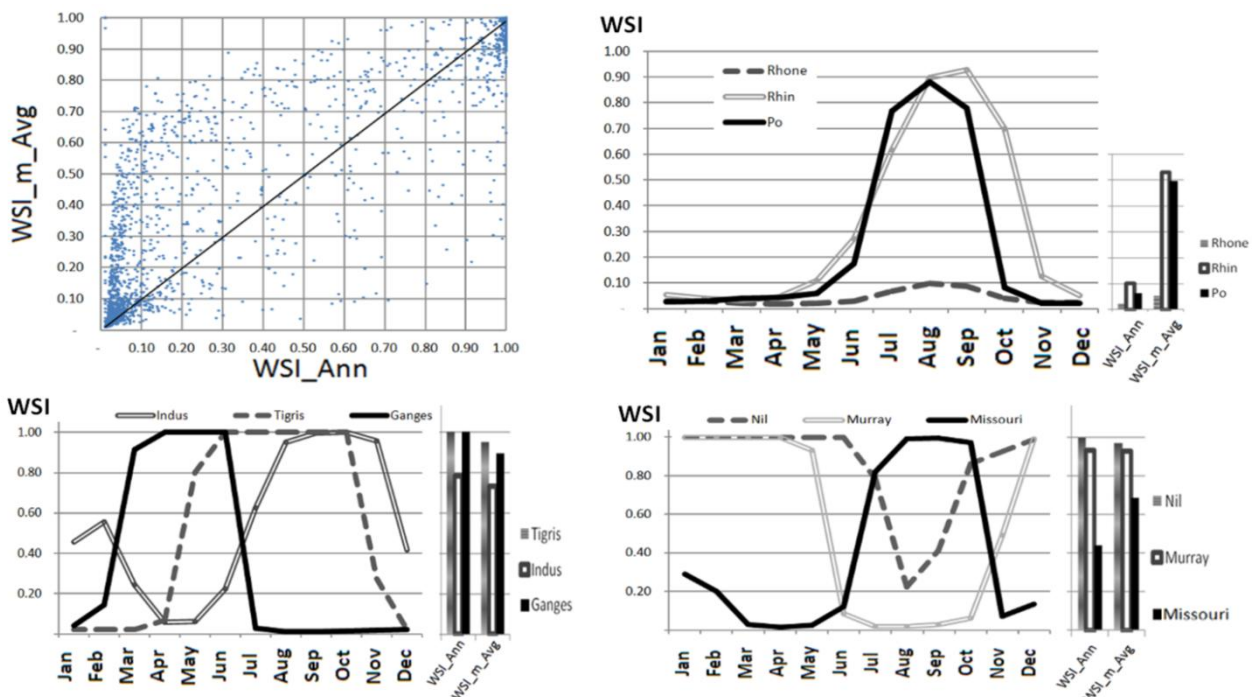 1.00
0.90
0.80
0.70
0.60
0.50
0.40
0.30
0.20
0.10
-
WSI_m_Avg
- 0.10 0.20 0.30 0.40 0.50 0.60 0.70 0.80 0.90 1.00
WSI_Ann
WSI
1.00
0.90
0.80
0.70
0.60
0.50
0.40
0.30
0.20
0.10
-
Rhone
Rhin
Po
Jan Feb Mar Apr May Jun Jul Aug Sep Oct Nov Dec
WSI_Ann WSI_m_Avg
Rhone
Rhin
Po
WSI
Indus Tigris Ganges
1.00
0.80
0.60
0.40
0.20
-
Jan Feb Mar Apr May Jun Jul Aug Sep Oct Nov Dec
WSI_Ann WSI_m_Avg
Tigris
Indus
Ganges
WSI
Nil Murray Missouri
1.00
0.80
0.60
0.40
0.20
-
Jan Feb Mar Apr May Jun Jul Aug Sep Oct Nov Dec
WSI_Ann WSI_m_Avg
Nil
Murray
Missouri